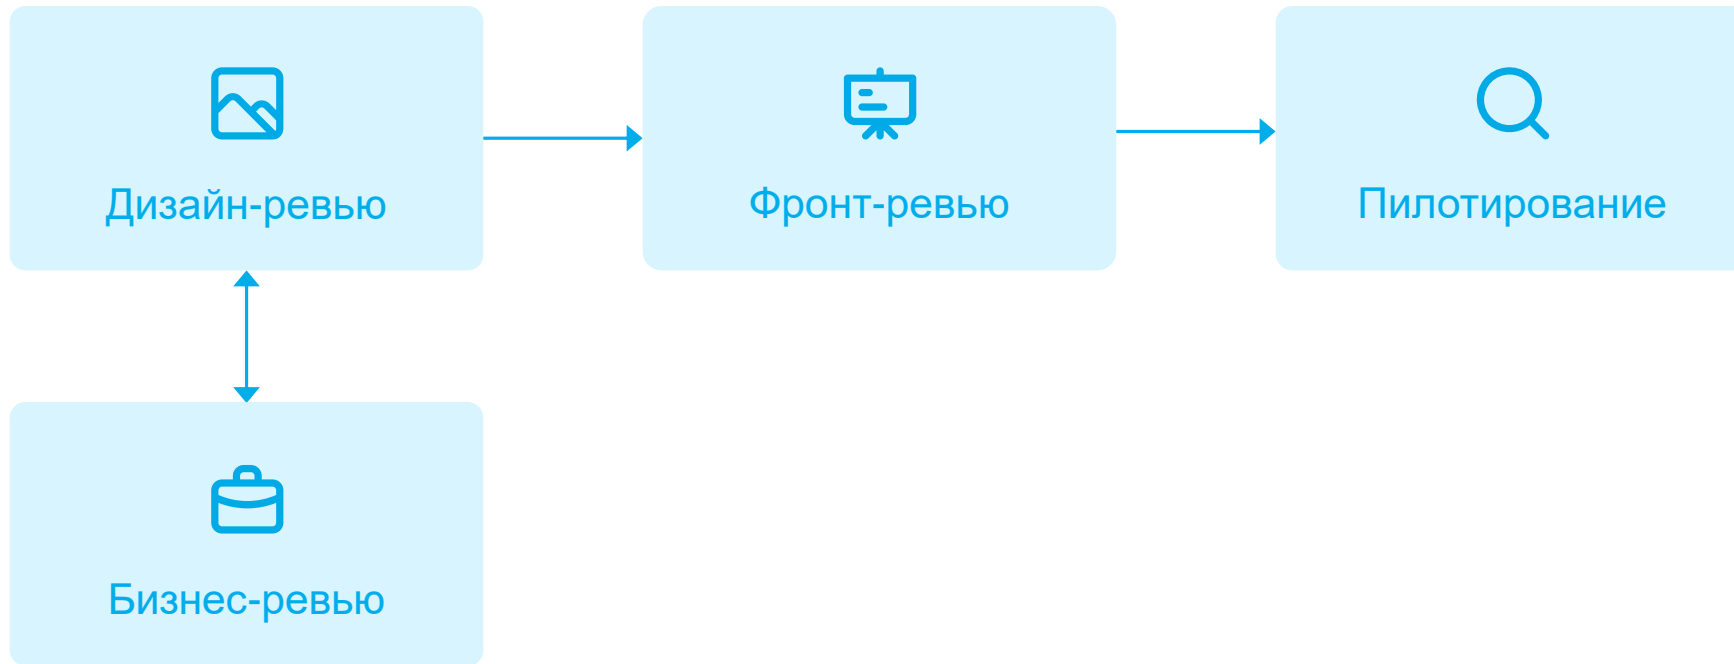 Дизайн-ревью
Фронт-ревью
Пилотирование
Бизнес-ревью